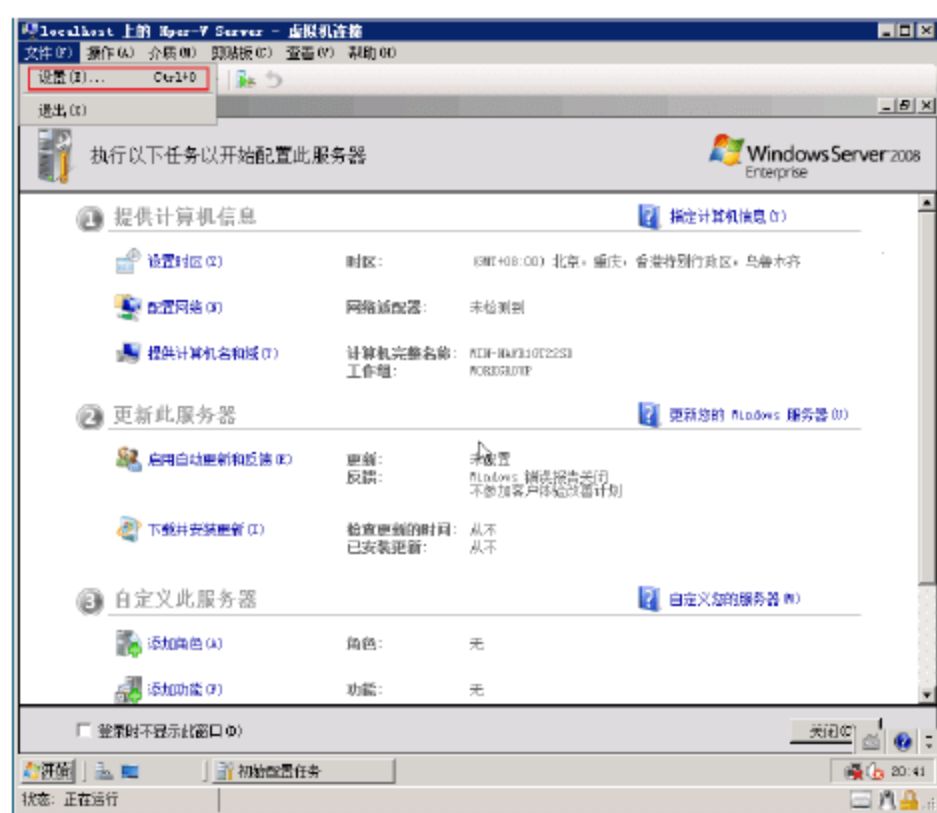 localhost 上的 Hyper-V Server - 虚拟机连接
文件(F) 操作(A) 介质(M) 剪贴板(C) 查看(V) 帮助(H)
设置(E)... Ctrl+O
退出(X)
执行以下任务以开始配置此服务器
Windows Server 2008
Enterprise
1 提供计算机信息
指定计算机信息(Y)
设置时区(Z) 时区: (GMT+08:00) 北京，重庆，香港特别行政区，乌鲁木齐
配置网络 网络适配器: 未检测到
提供计算机名和域 计算机完整名称:
工作组: WORKGROUP
2 更新此服务器
更新您的 Windows 服务器(U)
启用自动更新和反馈(E) 更新: 未配置
反馈: Windows 错误报告关闭
不参加客户体验改善计划
下载并安装更新(I) 检查更新的时间: 从不
已安装更新: 从不
3 自定义此服务器
自定义您的服务器
添加角色(A) 角色: 无
添加功能(F) 功能: 无
登录时不显示此窗口(D)
关闭(C)
开始 初始配置任务 20:41
状态: 正在运行